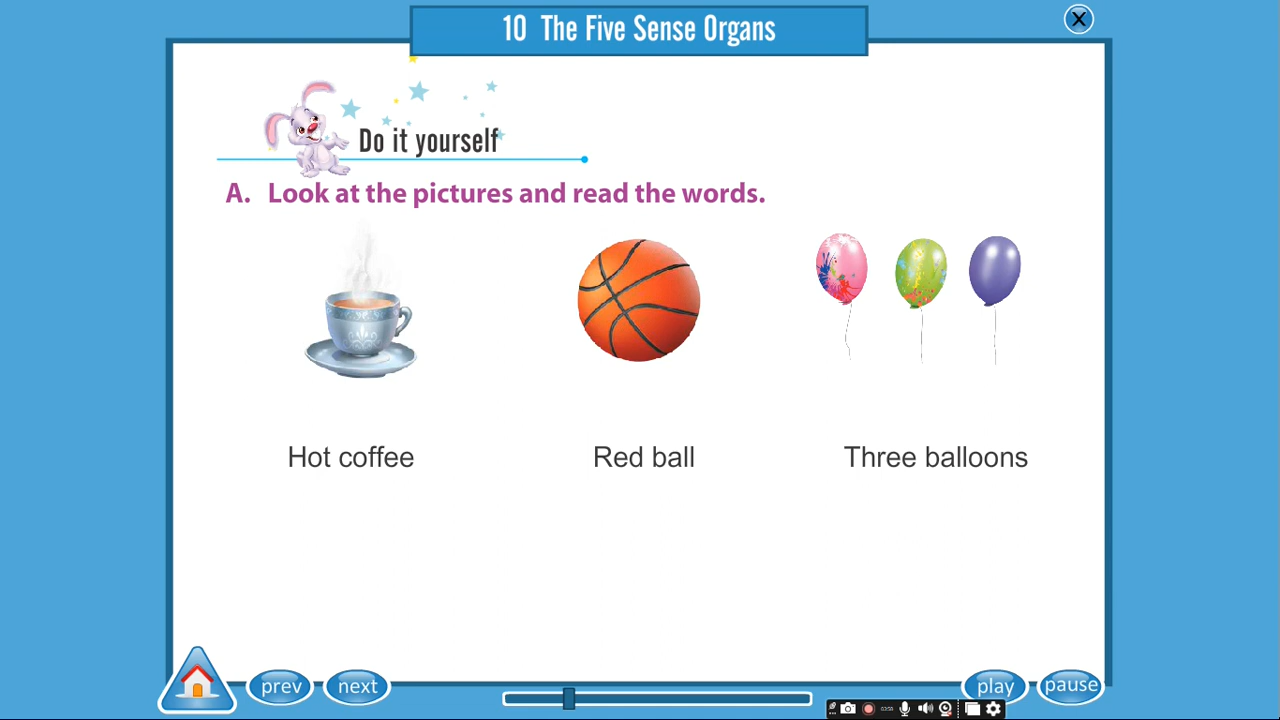 10 The Five Sense Organs
X
Do it yourself
A. Look at the pictures and read the words.
Hot coffee
Red ball
Three balloons
prev
next
play
pause